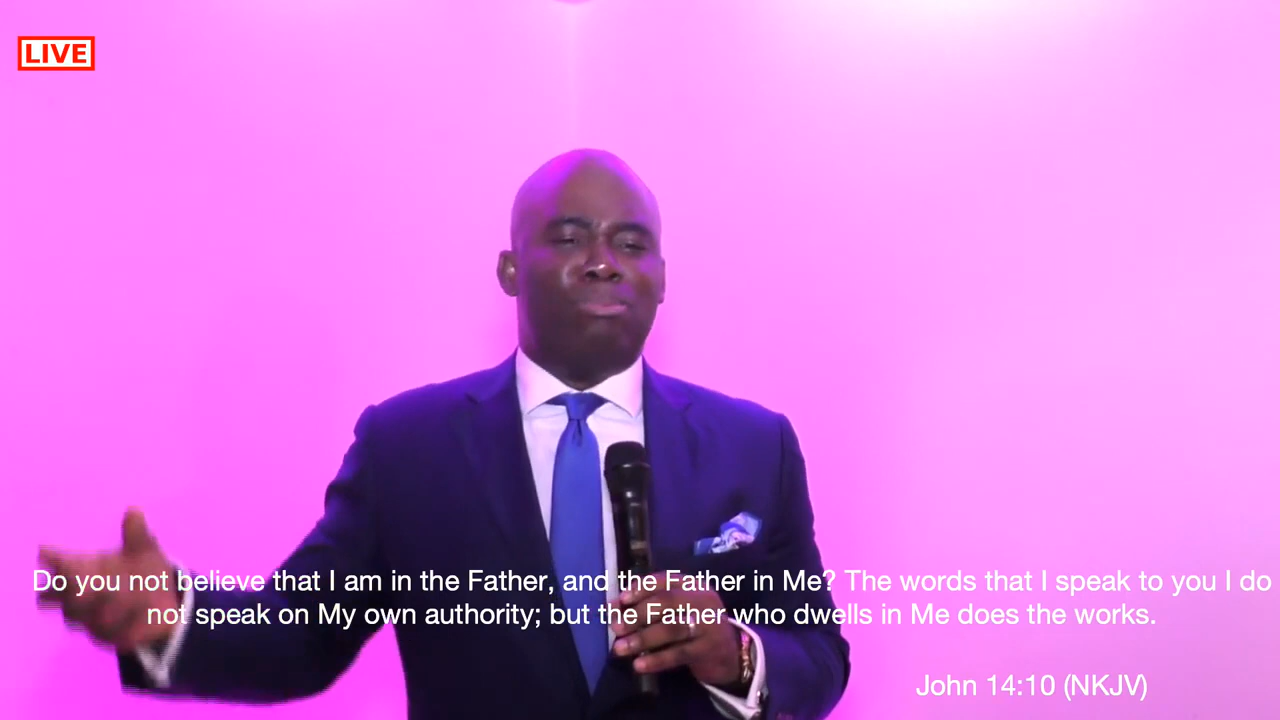 LIVE
Do you not believe that I am in the Father, and the Father in Me? The words that I speak to you I do
not speak on My own authority; but the Father who dwells in Me does the works.
John 14:10 (NKJV)